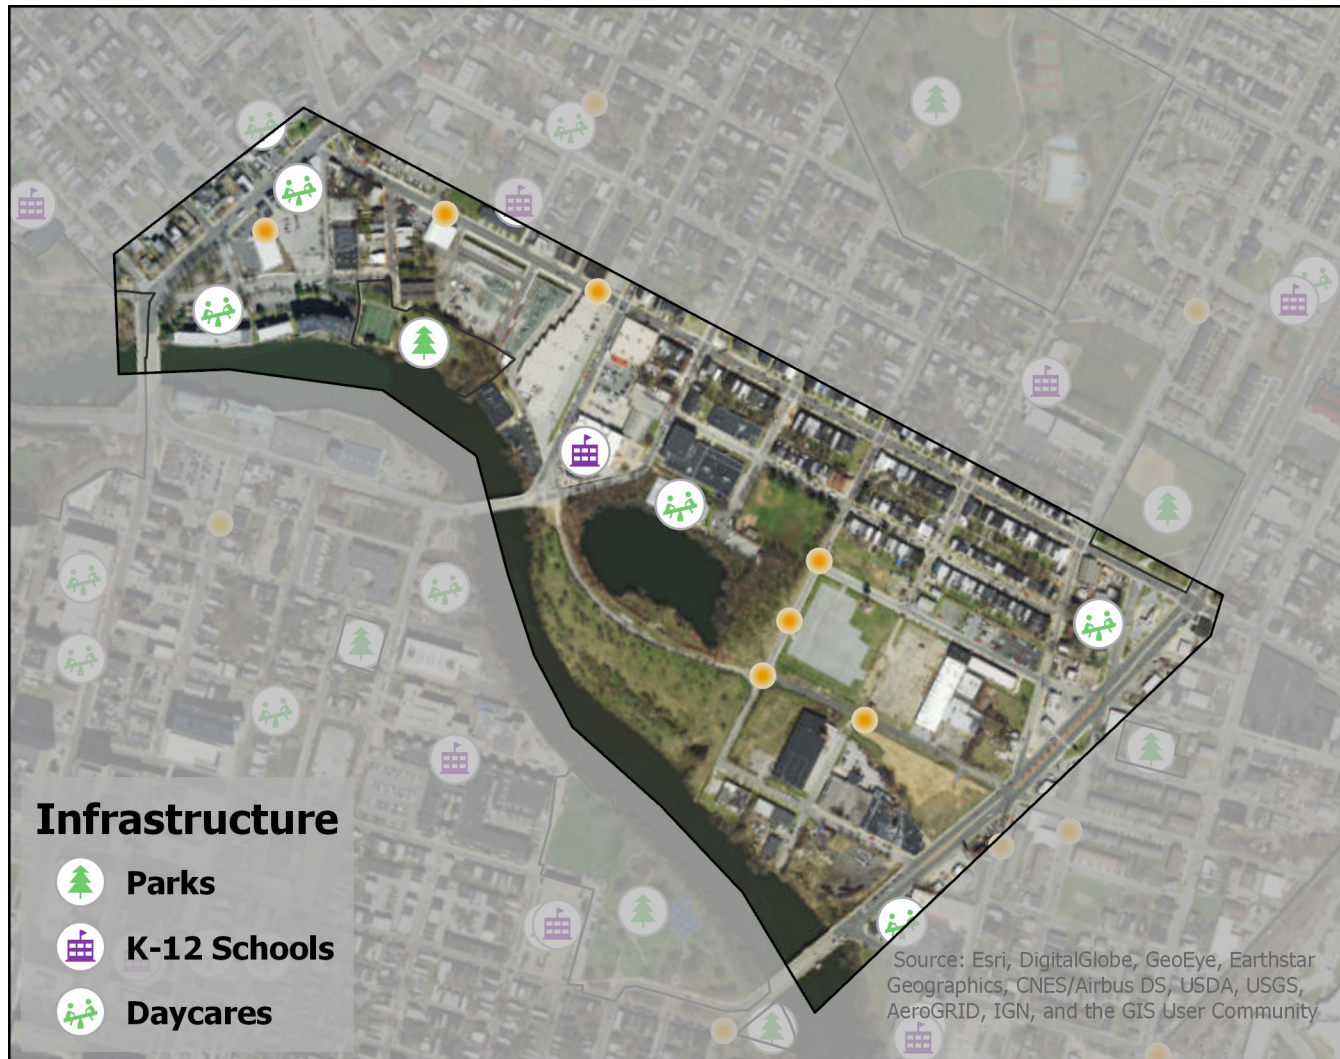 Infrastructure
Parks
K-12 Schools
Daycares
Source: Esri, DigitalGlobe, GeoEye, Earthstar
Geographics, CNES/Airbus DS, USDA, USGS,
AeroGRID, IGN, and the GIS User Community